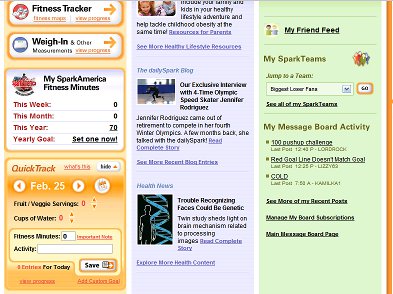 Fitness Tracker
fitness maps view progress
Weigh-In & Other
Measurements view progress
My SparkAmerica
Fitness Minutes
This Week: 0
This Month: 0
This Year: 70
Yearly Goal: Set one now!
QuickTrack what's this hide
Feb. 25
Fruit / Veggie Servings: 0
Cups of Water: 0
Fitness Minutes: 0 Important Note
Activity:
Save
0 Entries For Today
view progress Add Custom Goal
include your family and
kids in your healthy
lifestyle adventure and
help tackle childhood obesity at
the same time! Resources for Parents
See More Healthy Lifestyle Resources
The dailySpark Blog
Our Exclusive Interview
with 4-Time Olympic
Speed Skater Jennifer
Rodriguez
Jennifer Rodriguez came out of
retirement to compete in her fourth
Winter Olympics. A few months back, she
talked with the dailySpark! Read
Complete Story
See More Recent Blog Entries
Health News
Trouble Recognizing
Faces Could Be Genetic
Twin study sheds light
on brain mechanism related
to processing
images Read Complete
Story
Explore More Health Content
My Friend Feed
My SparkTeams
Jump to a Team:
Biggest Loser Fans
GO
See all of my SparkTeams
My Message Board Activity
100 pushup challenge
Last Post 12:40 P - LORDROCK
Red Goal Line Doesn't Match Goal
Last Post 12:25 P - LIZZY63
COLD
Last Post 7:50 A - KAMILKA1
See More of My Recent Posts
Manage My Board Subscriptions
Main Message Board Page